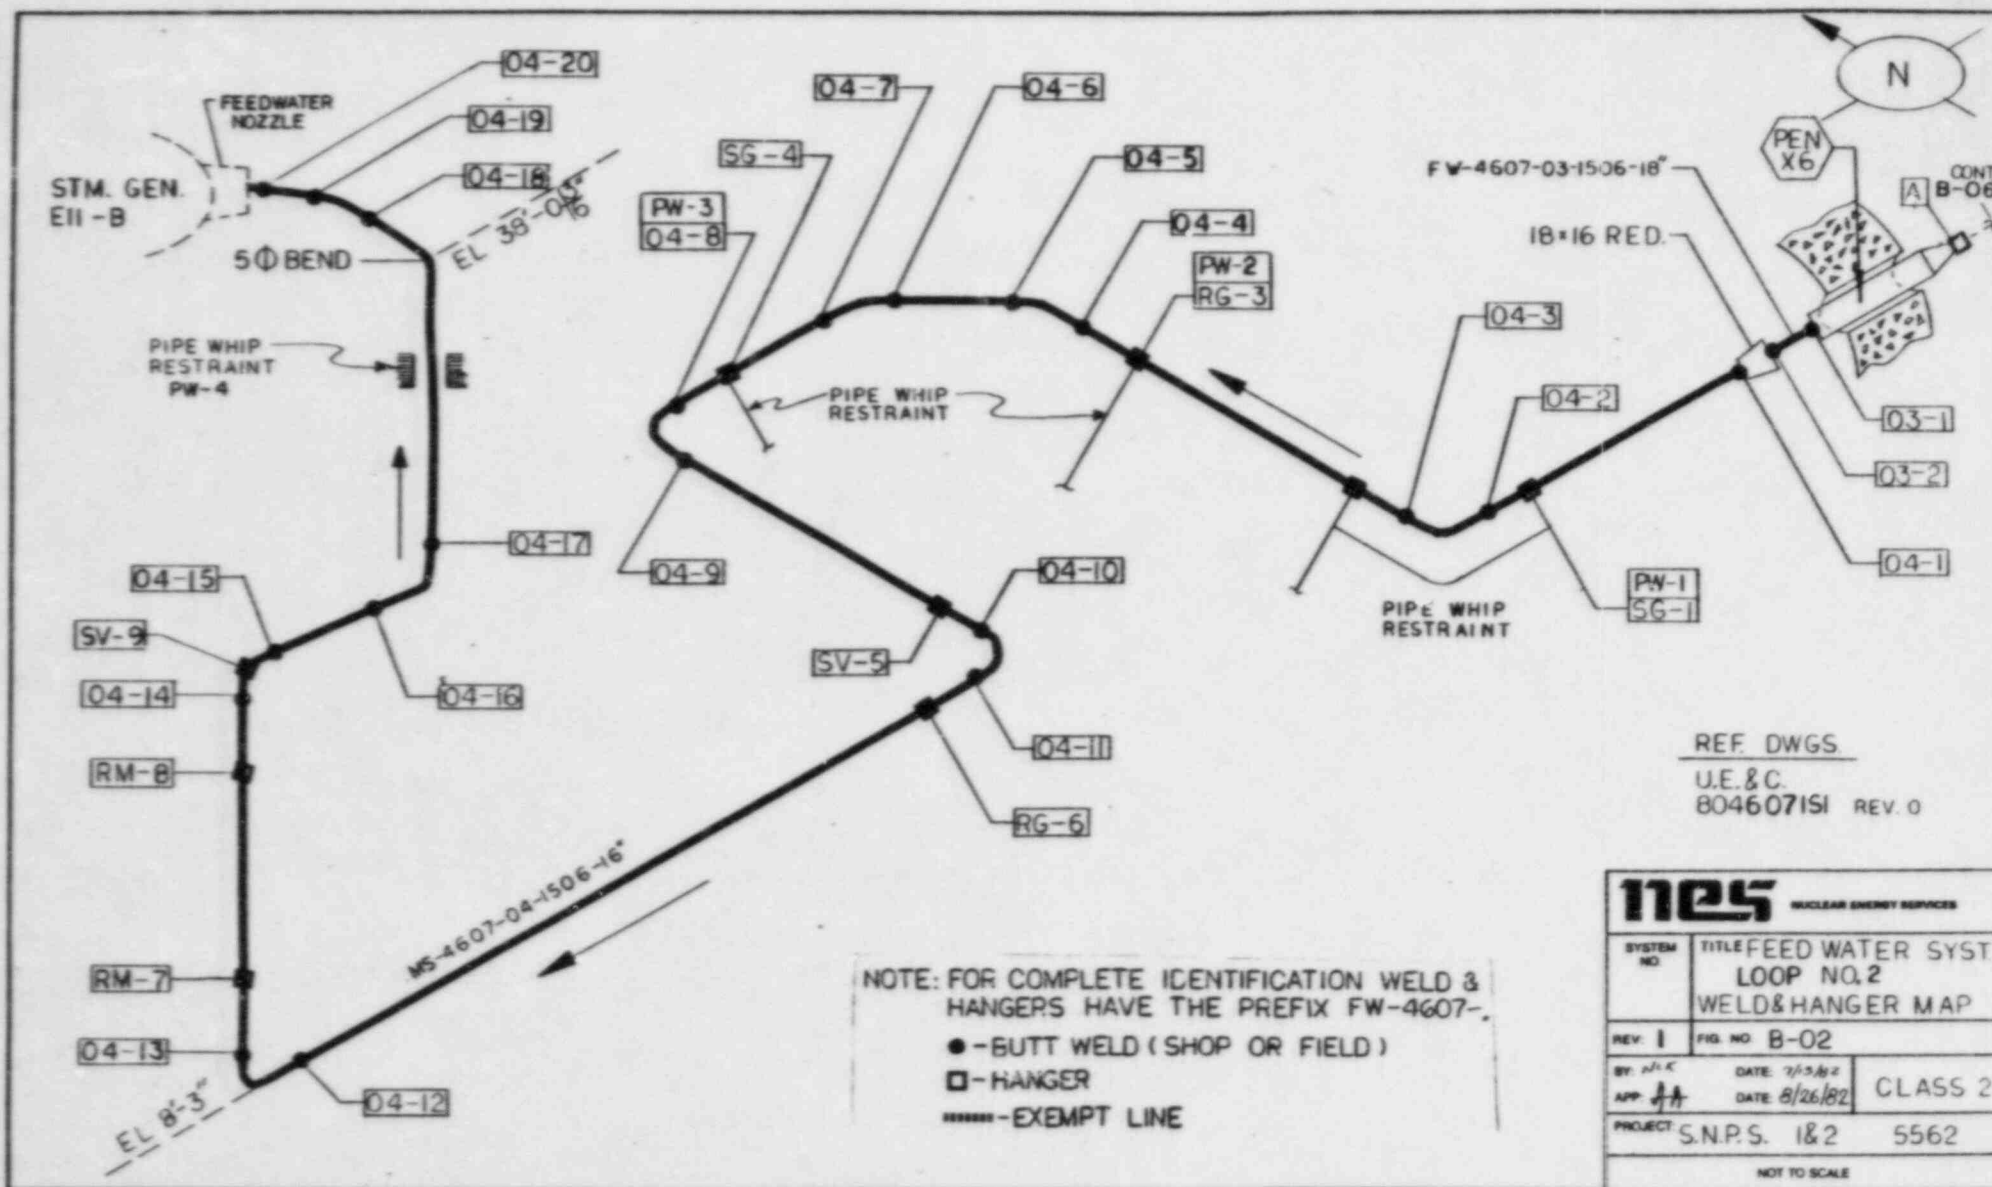 04-20
FEEDWATER
NOZZLE
04-19
04-18
STM. GEN.
E11-B
5Φ BEND
PIPE WHIP
RESTRAINT
PW-4
04-17
04-15
SV-9
04-14
04-16
RM-8
RM-7
04-13
EL 8'-3"
04-12
04-7
04-6
SG-4
04-5
PW-3
04-8
04-4
PW-2
RG-3
PIPE WHIP
RESTRAINT
04-3
04-2
04-9
04-10
SV-5
04-11
RG-6
MS-4607-04-1506-16"
PIPE WHIP
RESTRAINT
PW-1
SG-1
N
PEN
X6
FW-4607-03-1506-18"
A
CONT
B-06
18×16 RED.
03-1
03-2
04-1
REF. DWGS.
U.E.&C.
804607151 REV. 0
NOTE: FOR COMPLETE IDENTIFICATION WELD &
HANGERS HAVE THE PREFIX FW-4607-.
-BUTT WELD (SHOP OR FIELD)
-HANGER
-EXEMPT LINE
nes NUCLEAR ENERGY SERVICES
SYSTEM
NO.
TITLE FEED WATER SYST
LOOP NO. 2
WELD & HANGER MAP
REV: 1 FIG. NO. B-02
BY: DATE:
APP: AA DATE: 8/26/82
CLASS 2
PROJECT: S.N.P.S. 1&2 5562
NOT TO SCALE